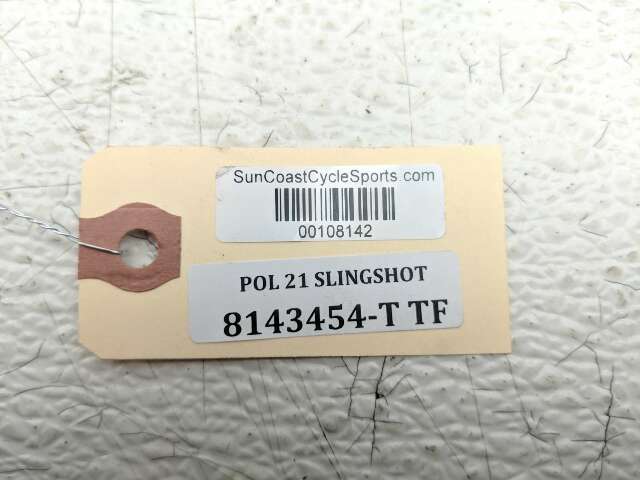 SunCoastCycleSports.com
00108142
POL 21 SLINGSHOT
8143454-T TF